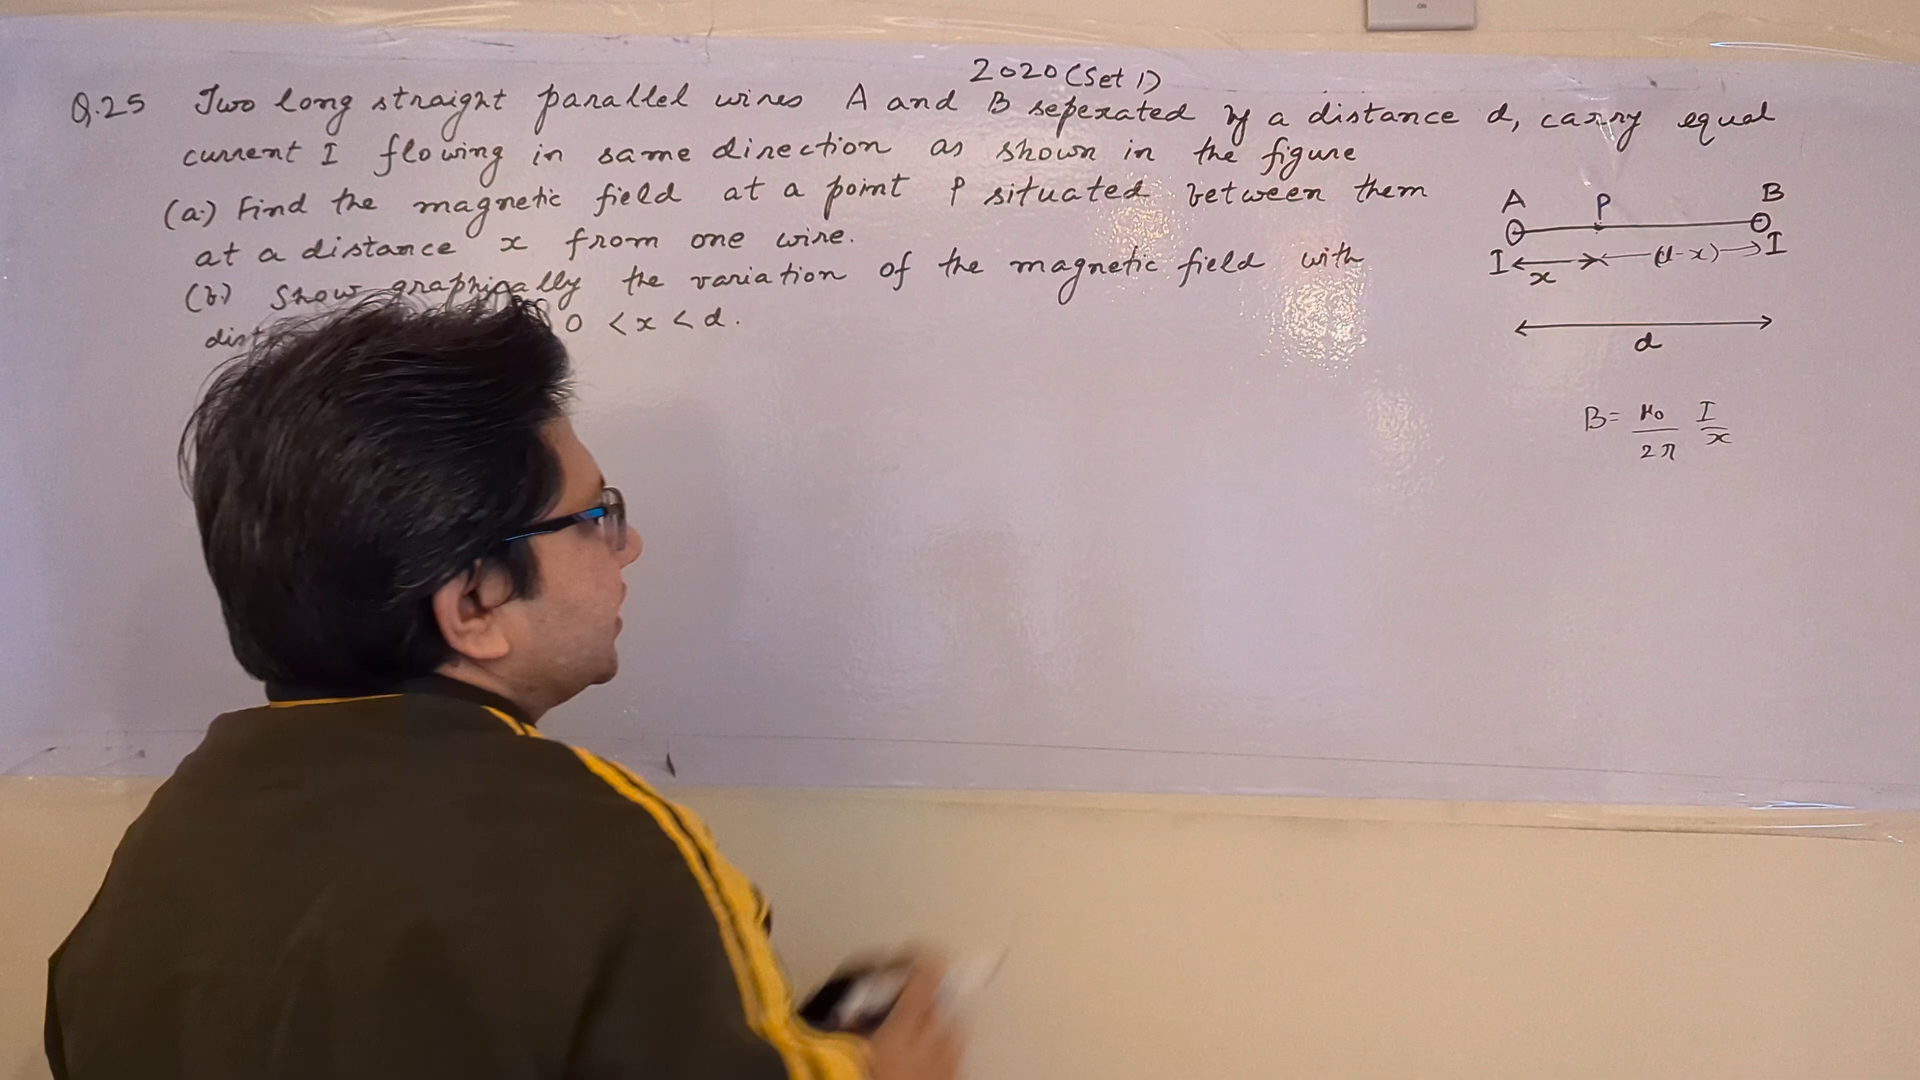 2020 (Set 1)
Q.25 Two long straight parallel wires A and B seperated by a distance d, carry equal
current I flowing in same direction as shown in the figure
(a.) Find the magnetic field at a point P situated between them
at a distance x from one wire.
(b.) Show graphically the variation of the magnetic field with
0 < x < d.
A P B
I x (d-x) I
d
B = μ₀/2π I/x
ON